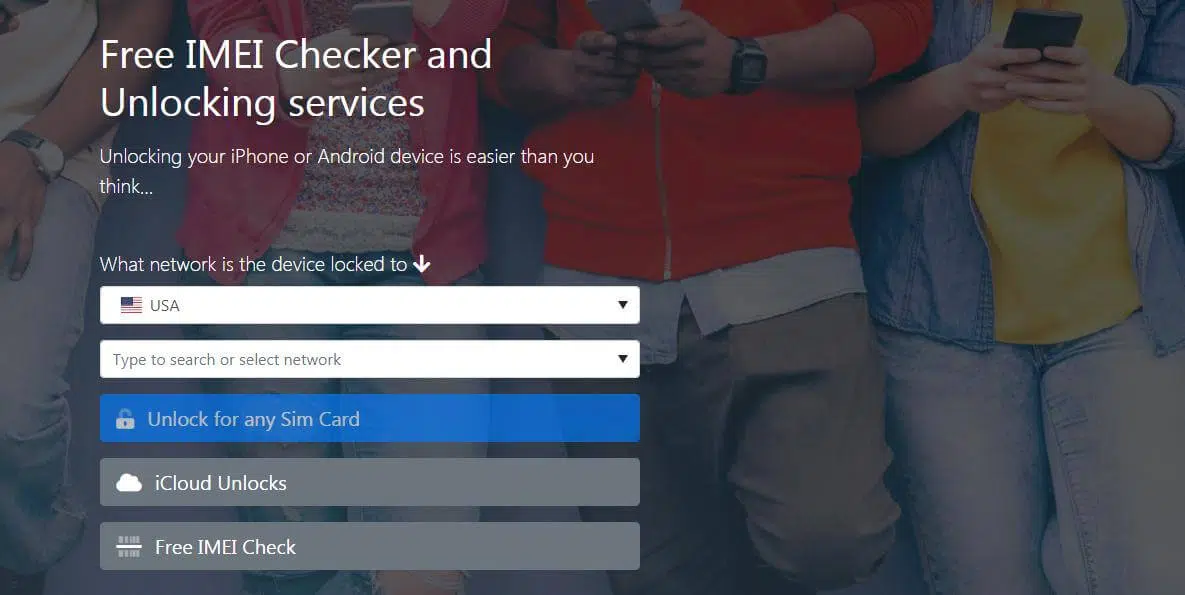 Free IMEI Checker and
Unlocking services
Unlocking your iPhone or Android device is easier than you
think...
What network is the device locked to
USA
Type to search or select network
Unlock for any Sim Card
iCloud Unlocks
Free IMEI Check